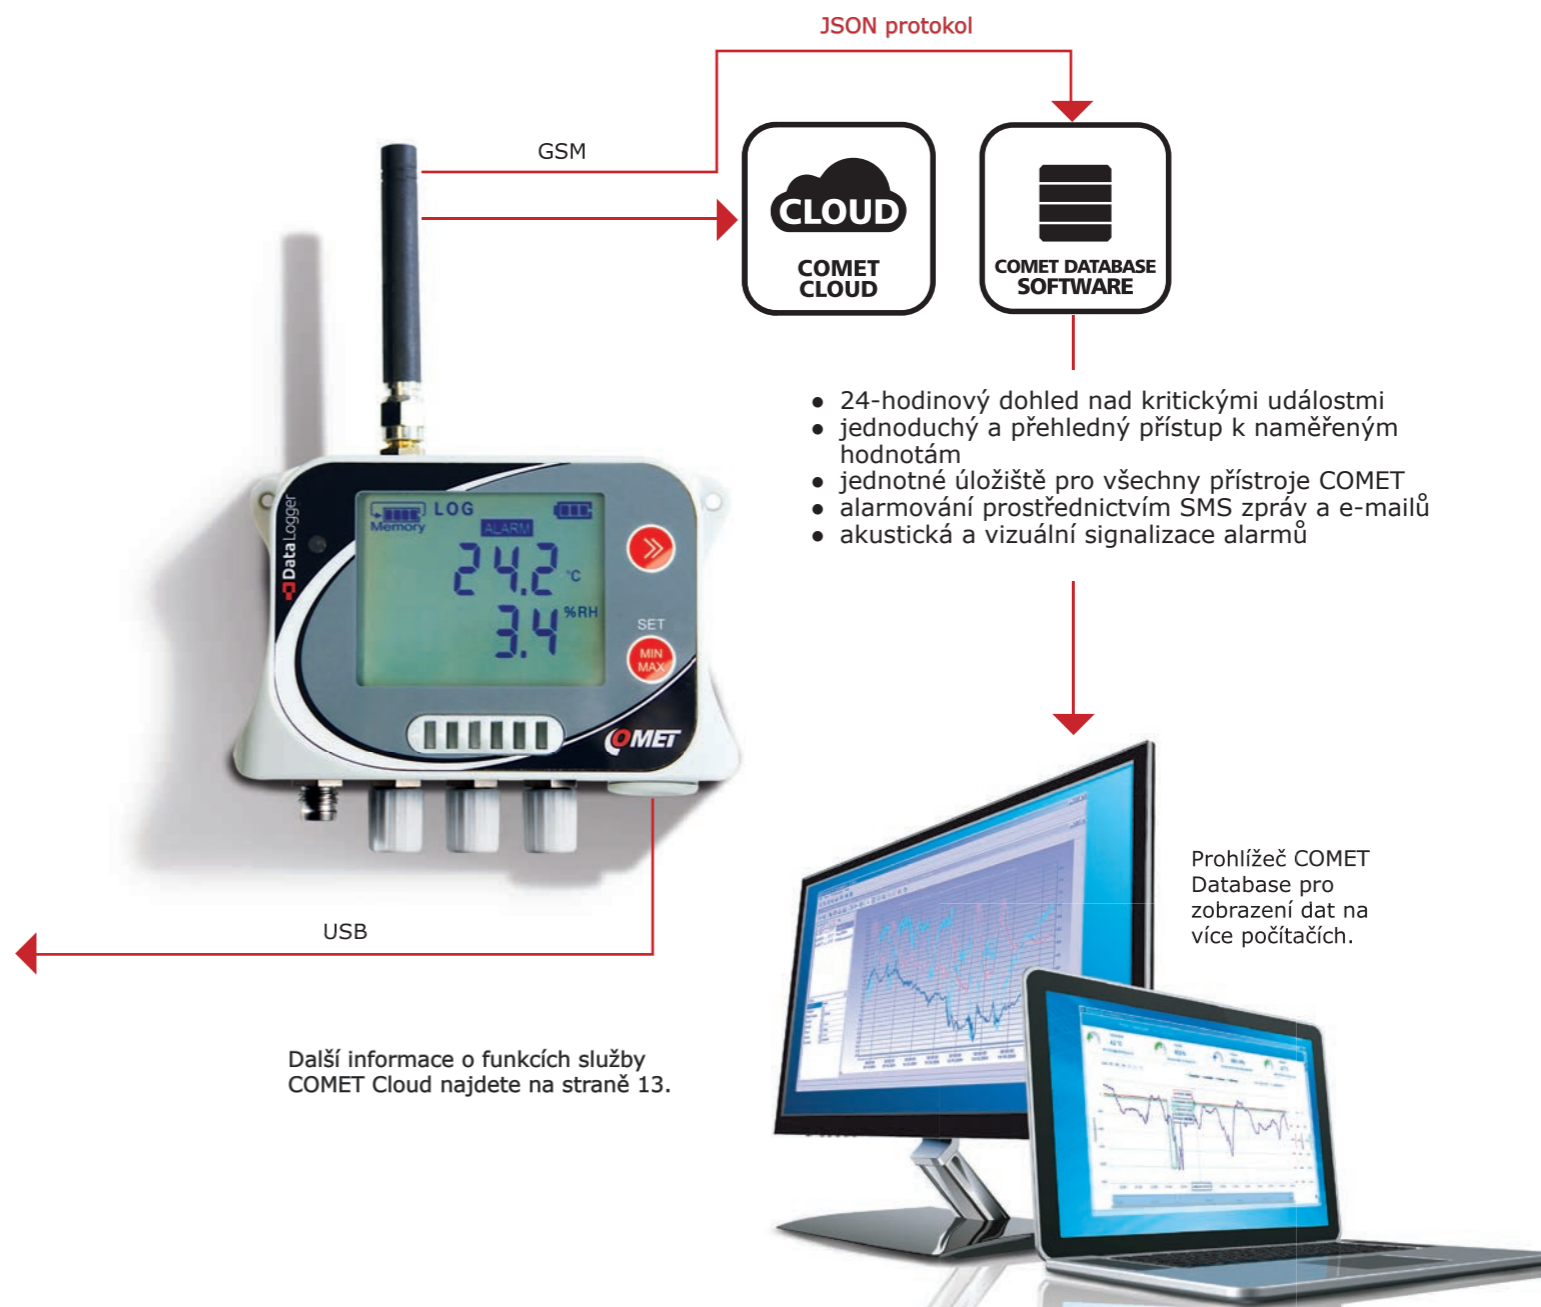 JSON protokol
GSM
CLOUD
COMET
CLOUD
COMET DATABASE
SOFTWARE
● 24-hodinový dohled nad kritickými událostmi
● jednoduchý a přehledný přístup k naměřeným
hodnotám
● jednotné úložiště pro všechny přístroje COMET
● alarmování prostřednictvím SMS zpráv a e-mailů
● akustická a vizuální signalizace alarmů
DataLogger
LOG
Memory
ALARM
24.2 °C
3.4 %RH
SET
MIN
MAX
COMET
USB
Prohlížeč COMET
Database pro
zobrazení dat na
více počítačích.
Další informace o funkcích služby
COMET Cloud najdete na straně 13.